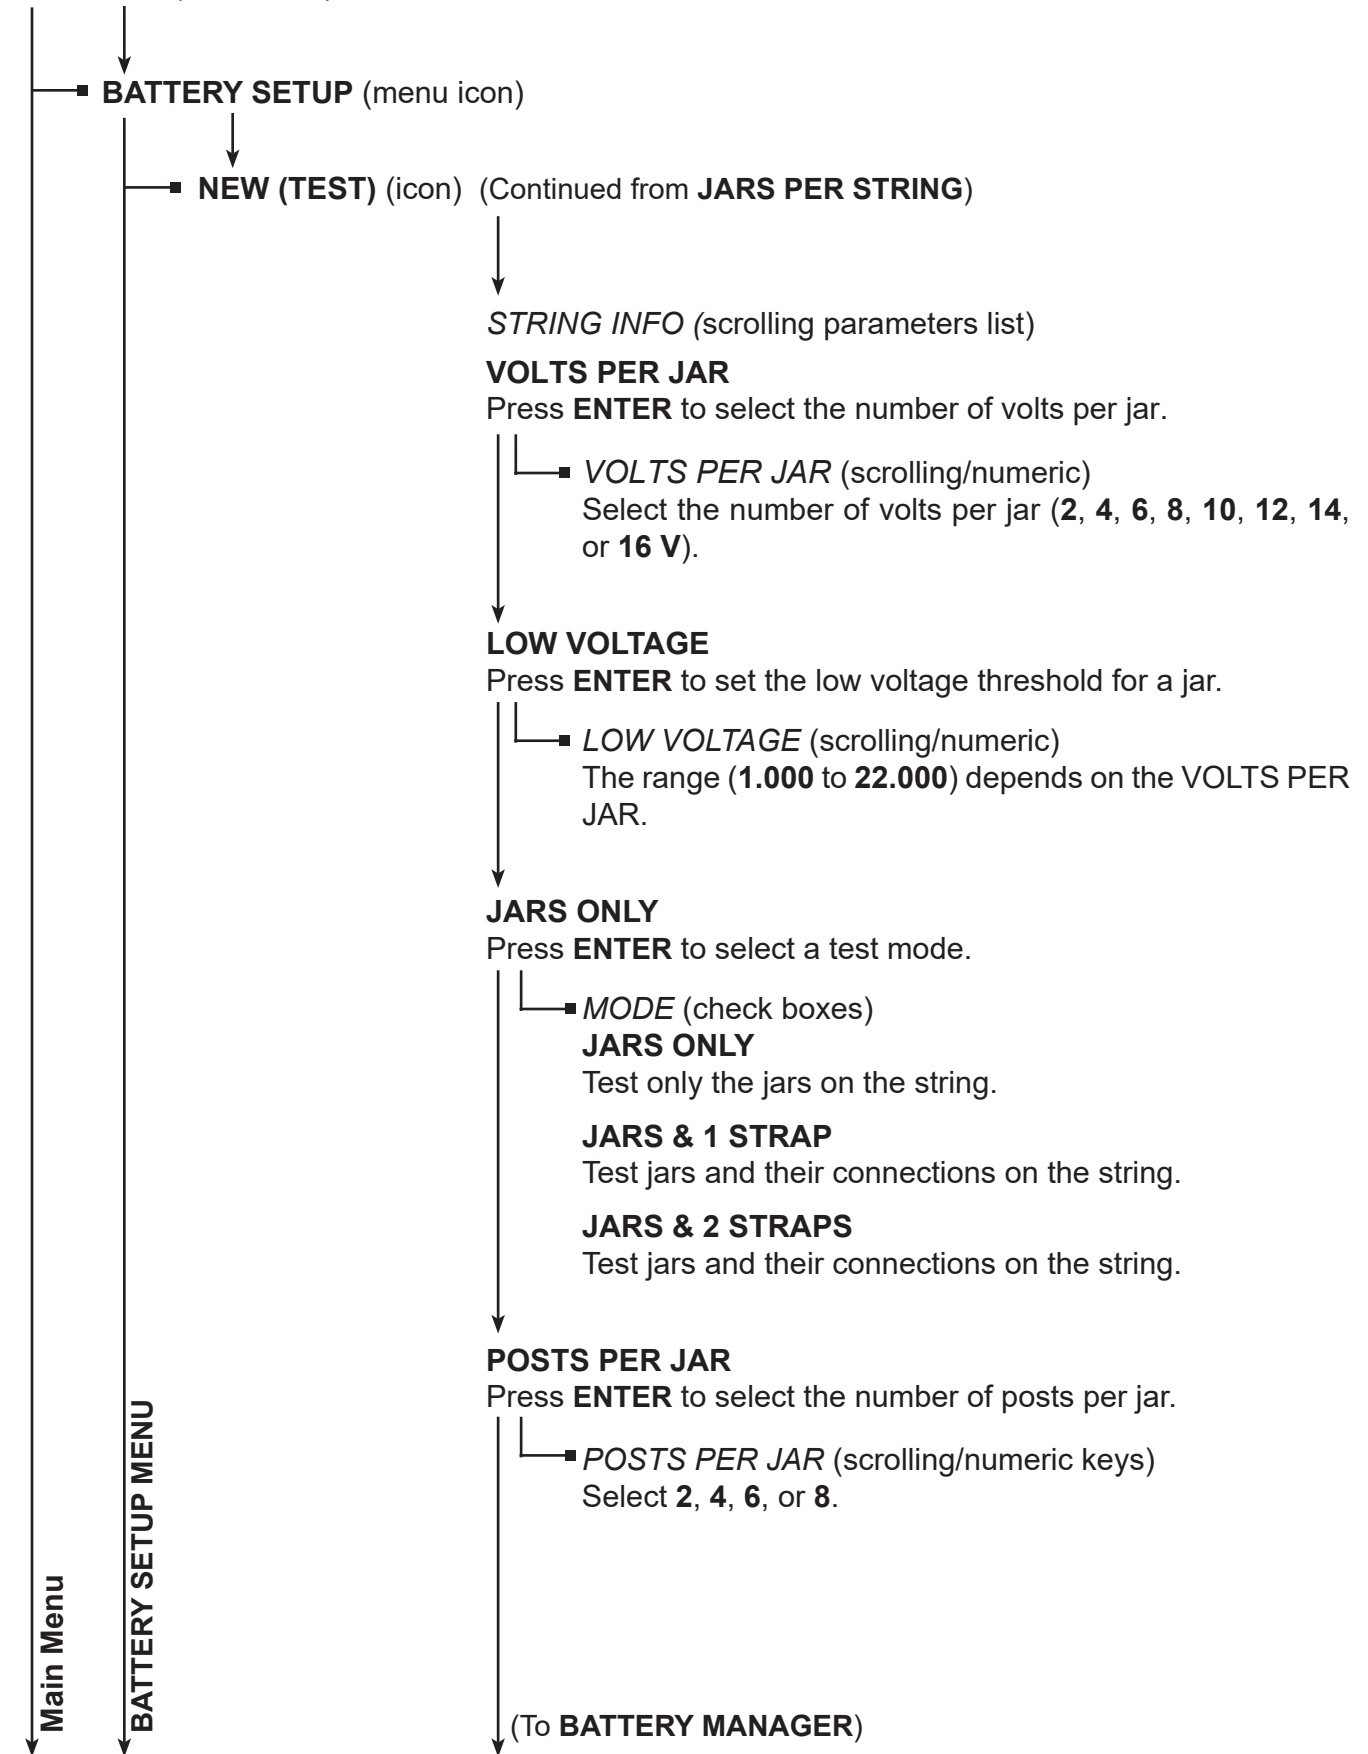 BATTERY SETUP (menu icon)
NEW (TEST) (icon) (Continued from JARS PER STRING)
STRING INFO (scrolling parameters list)
VOLTS PER JAR
Press ENTER to select the number of volts per jar.
VOLTS PER JAR (scrolling/numeric)
Select the number of volts per jar (2, 4, 6, 8, 10, 12, 14,
or 16 V).
LOW VOLTAGE
Press ENTER to set the low voltage threshold for a jar.
LOW VOLTAGE (scrolling/numeric)
The range (1.000 to 22.000) depends on the VOLTS PER
JAR.
JARS ONLY
Press ENTER to select a test mode.
MODE (check boxes)
JARS ONLY
Test only the jars on the string.
JARS & 1 STRAP
Test jars and their connections on the string.
JARS & 2 STRAPS
Test jars and their connections on the string.
POSTS PER JAR
Press ENTER to select the number of posts per jar.
POSTS PER JAR (scrolling/numeric keys)
Select 2, 4, 6, or 8.
Main Menu
BATTERY SETUP MENU
(To BATTERY MANAGER)